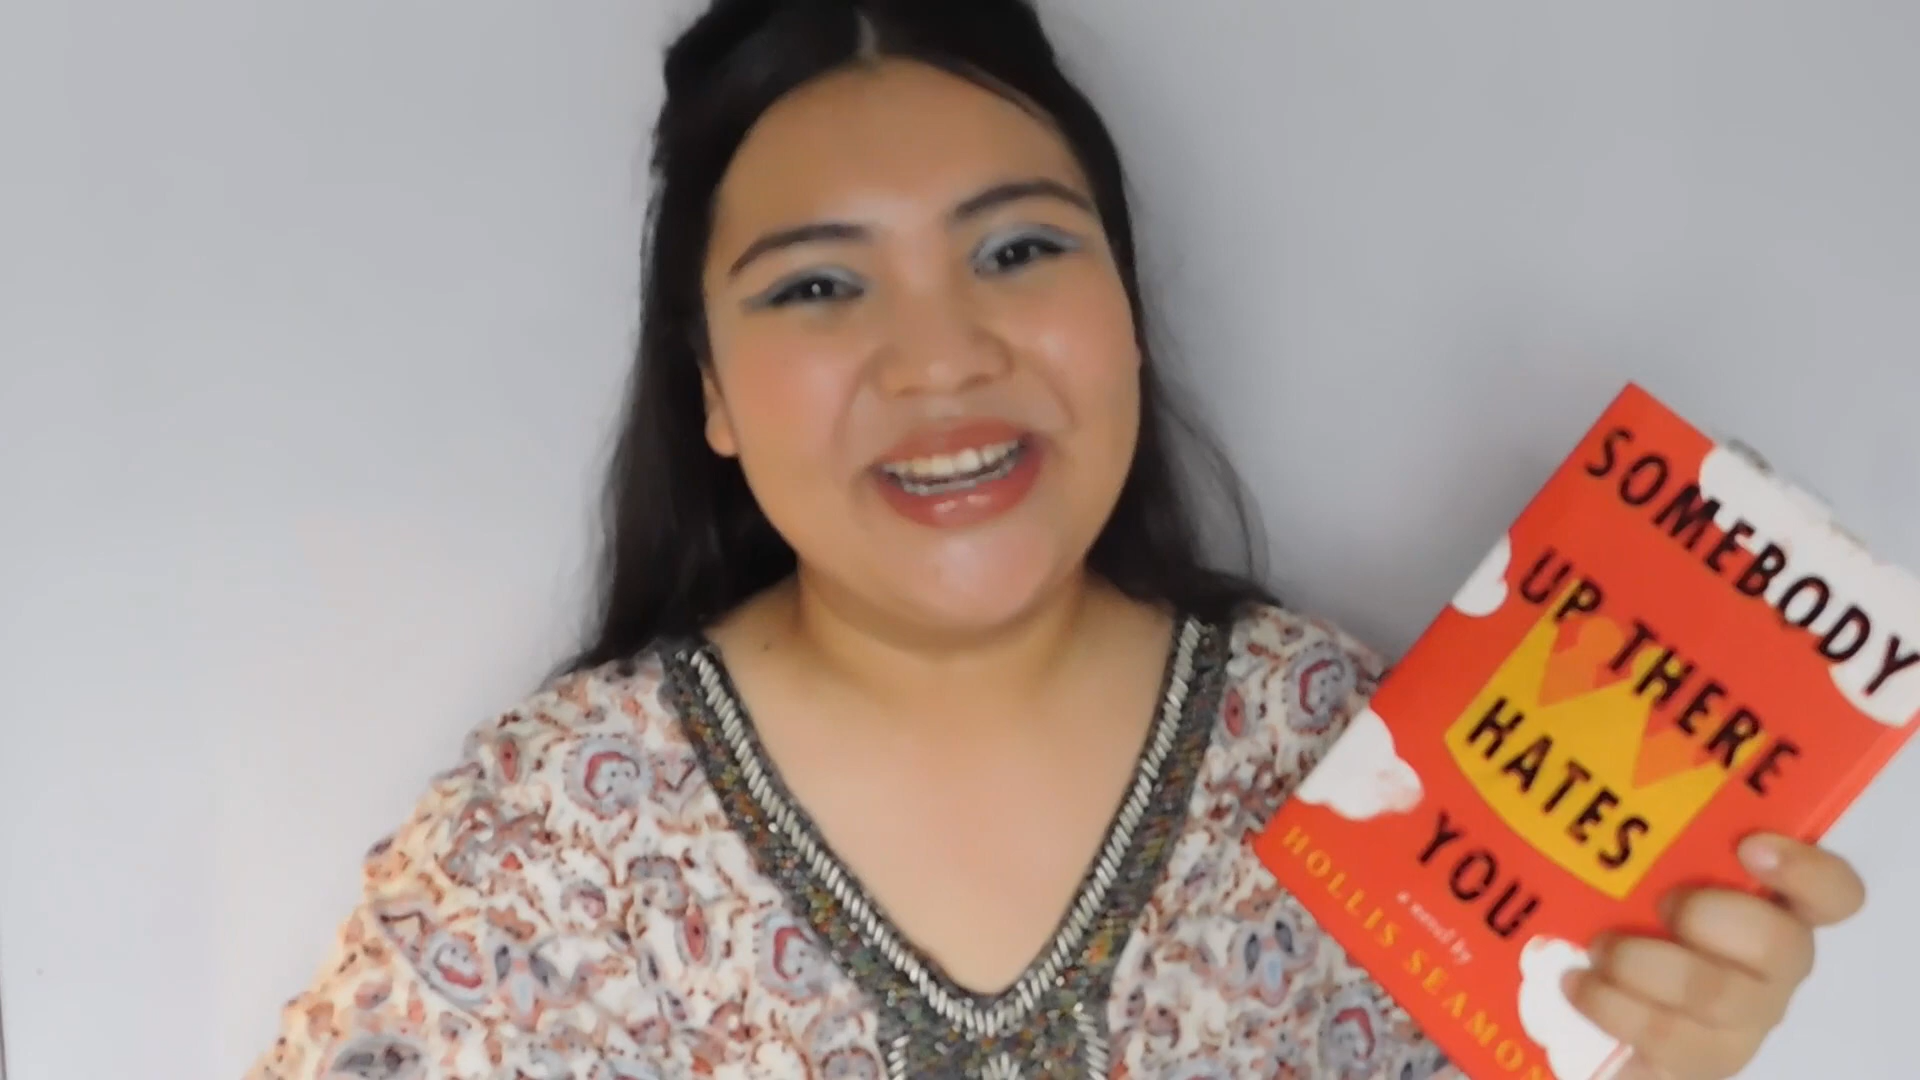 SOMEBODY
UP THERE
HATES
YOU
a novel by
HOLLIS SEAMON